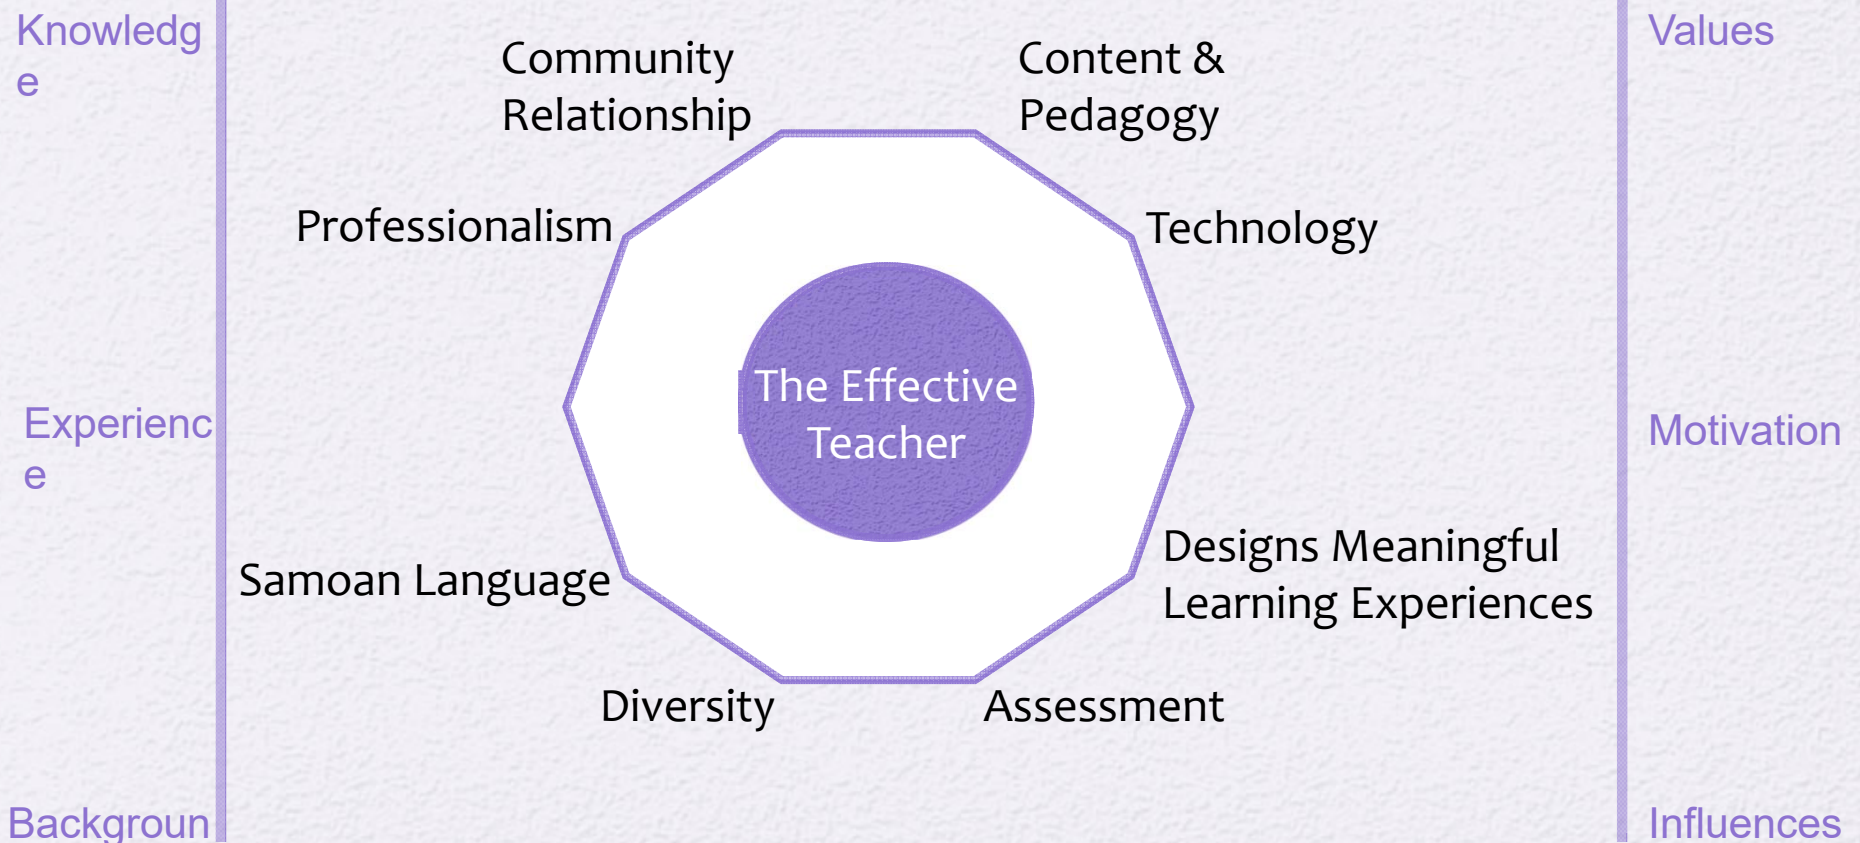 Knowledg
e
Community
Relationship
Content &
Pedagogy
Values
Professionalism
Technology
The Effective
Teacher
Experienc
e
Motivation
Samoan Language
Designs Meaningful
Learning Experiences
Diversity
Assessment
Backgroun
Influences